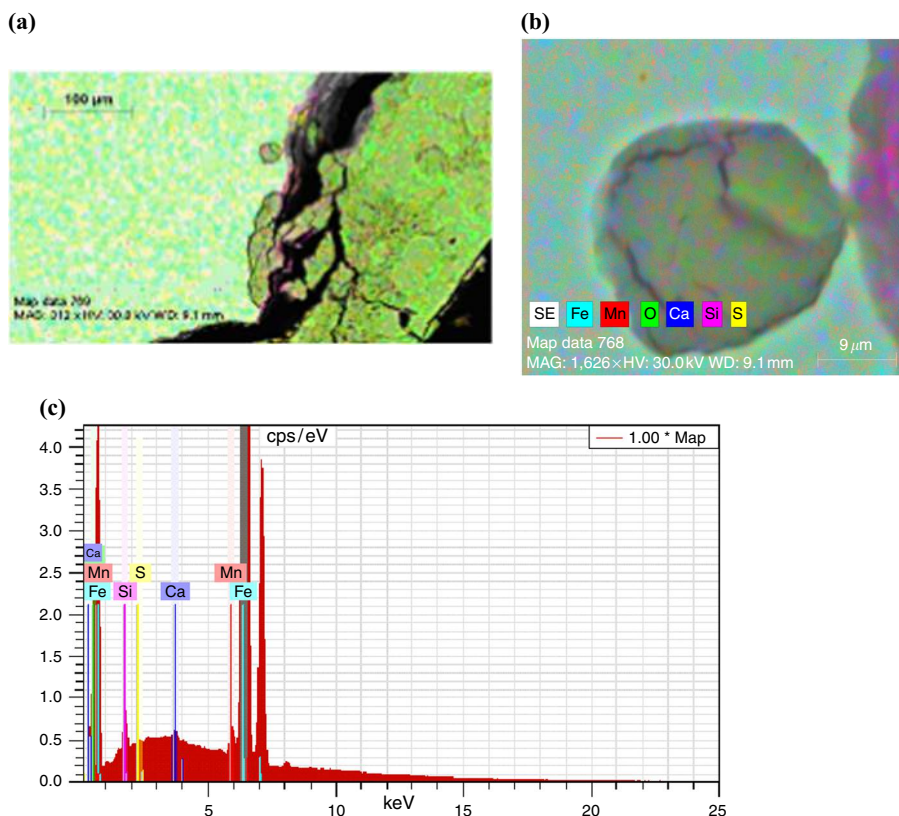 (a)
100 µm
Map data 769
MAG: 312 x HV: 30.0 kV WD: 9.1 mm
(b)
SE Fe Mn O Ca Si S
Map data 768
MAG: 1,626×HV: 30.0 kV WD: 9.1 mm
9 µm
(c)
cps/eV
1.00 * Map
4.0
3.5
3.0
2.5
2.0
1.5
1.0
0.5
0.0
Ca
Mn S Mn
Fe Si Ca Fe
5 10 15 20 25
keV